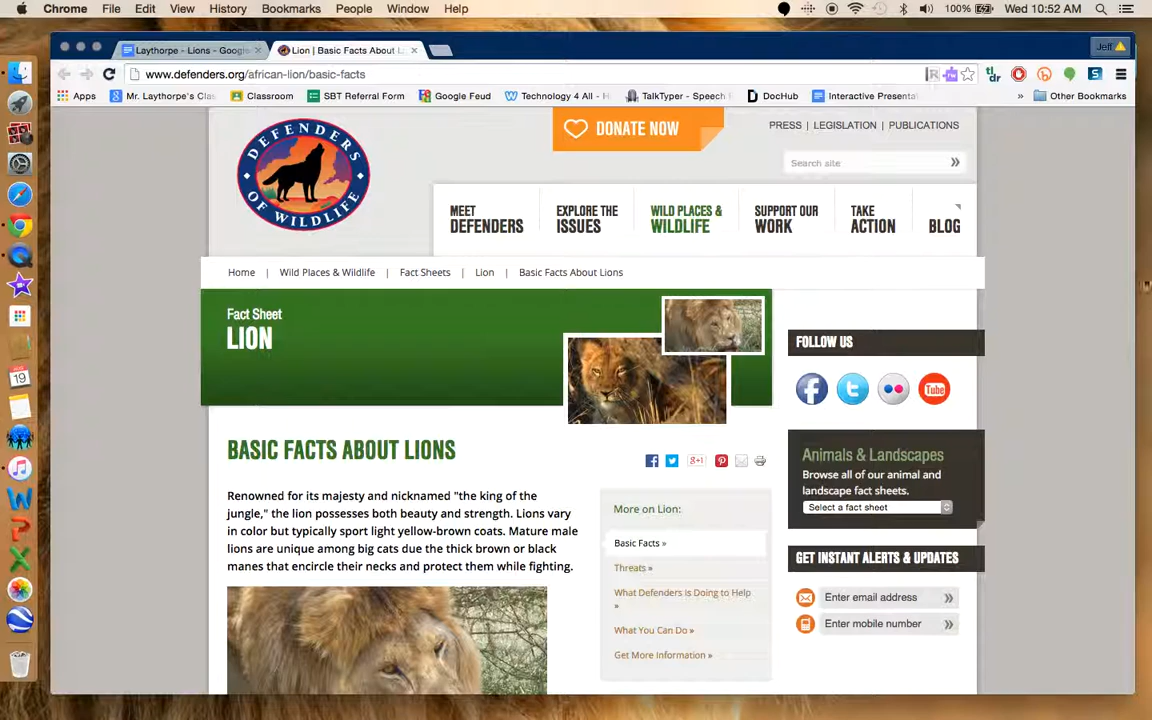 Chrome File Edit View History Bookmarks People Window Help 100% Wed 10:52 AM
Laythorpe - Lions - Google Lion | Basic Facts About L Jeff
www.defenders.org/african-lion/basic-facts
Apps Mr. Laythorpe's Clas Classroom SBT Referral Form Google Feud Technology 4 All - H TalkTyper - Speech DocHub Interactive Presenta » Other Bookmarks
DEFENDERS OF WILDLIFE
DONATE NOW
PRESS | LEGISLATION | PUBLICATIONS
Search site »
MEET DEFENDERS
EXPLORE THE ISSUES
WILD PLACES & WILDLIFE
SUPPORT OUR WORK
TAKE ACTION
BLOG
Home | Wild Places & Wildlife | Fact Sheets | Lion | Basic Facts About Lions
Fact Sheet
LION
BASIC FACTS ABOUT LIONS
Renowned for its majesty and nicknamed "the king of the
jungle," the lion possesses both beauty and strength. Lions vary
in color but typically sport light yellow-brown coats. Mature male
lions are unique among big cats due the thick brown or black
manes that encircle their necks and protect them while fighting.
More on Lion:
Basic Facts »
Threats »
What Defenders Is Doing to Help
»
What You Can Do »
Get More Information »
FOLLOW US
You Tube
Animals & Landscapes
Browse all of our animal and
landscape fact sheets.
Select a fact sheet
GET INSTANT ALERTS & UPDATES
Enter email address »
Enter mobile number »
AUG
19